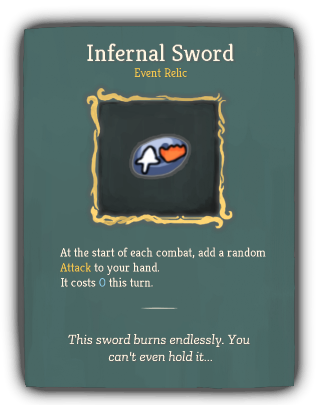 Infernal Sword
Event Relic
At the start of each combat, add a random
Attack to your hand.
It costs 0 this turn.
This sword burns endlessly. You
can't even hold it...